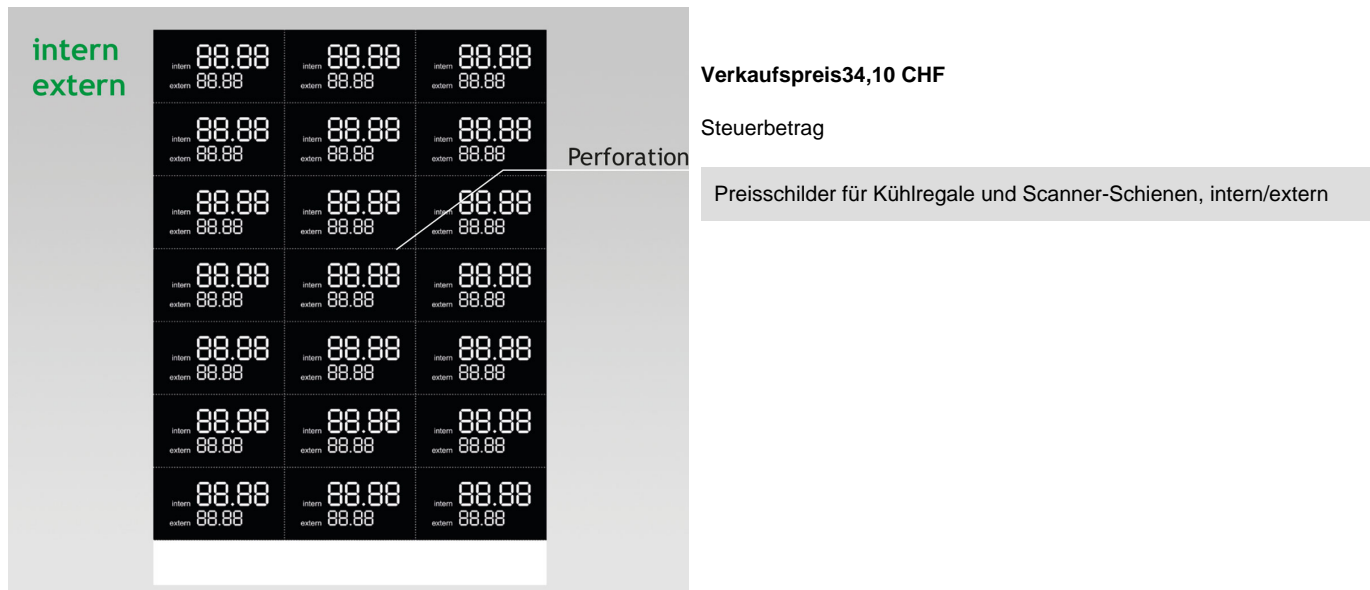 intern
extern
intern 88.88 intern 88.88 intern 88.88
extern 88.88 extern 88.88 extern 88.88
intern 88.88 intern 88.88 intern 88.88
extern 88.88 extern 88.88 extern 88.88
Perforation
intern 88.88 intern 88.88 intern 88.88
extern 88.88 extern 88.88 extern 88.88
intern 88.88 intern 88.88 intern 88.88
extern 88.88 extern 88.88 extern 88.88
intern 88.88 intern 88.88 intern 88.88
extern 88.88 extern 88.88 extern 88.88
intern 88.88 intern 88.88 intern 88.88
extern 88.88 extern 88.88 extern 88.88
intern 88.88 intern 88.88 intern 88.88
extern 88.88 extern 88.88 extern 88.88
Verkaufspreis34,10 CHF
Steuerbetrag
Preisschilder für Kühlregale und Scanner-Schienen, intern/extern